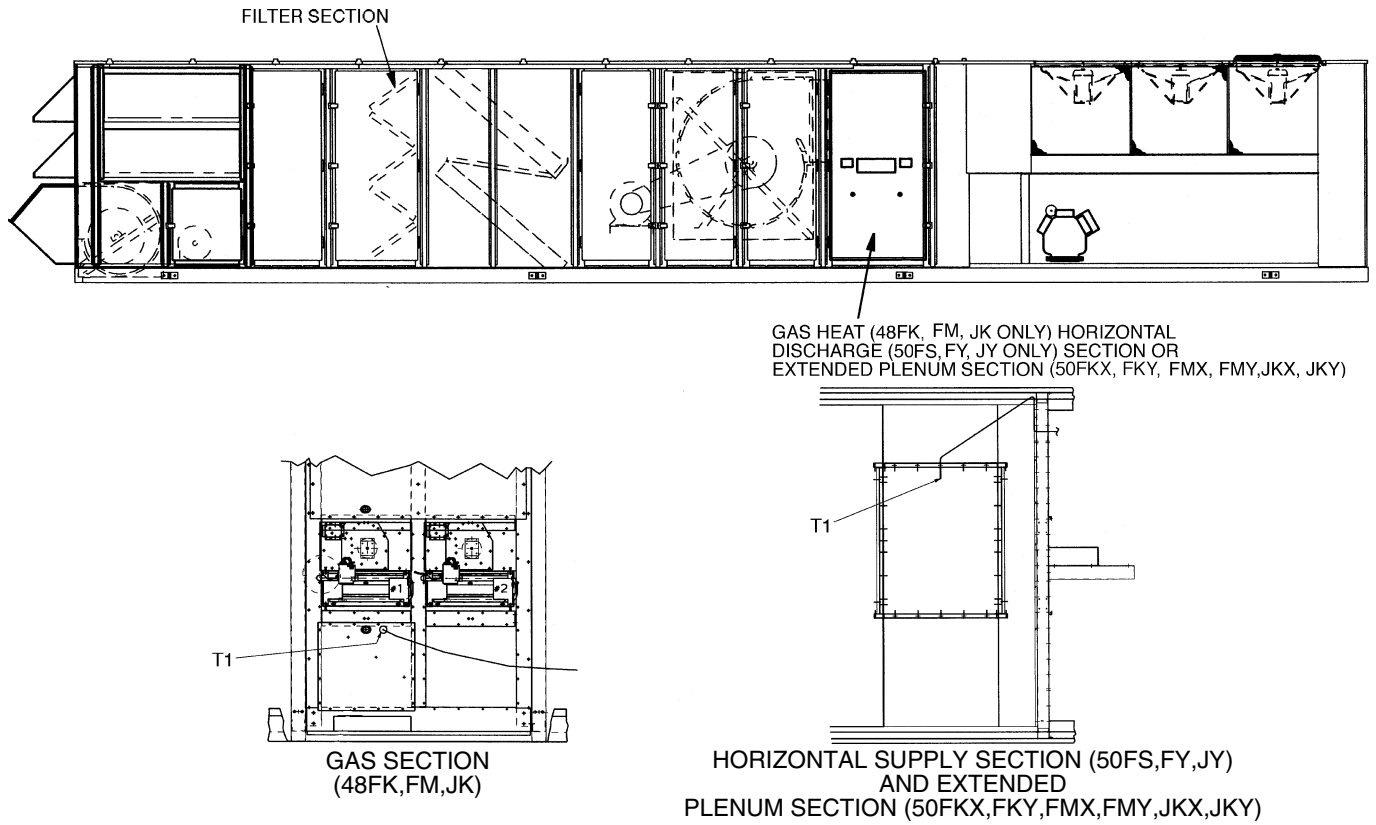 FILTER SECTION
GAS HEAT (48FK, FM, JK ONLY) HORIZONTAL
DISCHARGE (50FS, FY, JY ONLY) SECTION OR
EXTENDED PLENUM SECTION (50FKX, FKY, FMX, FMY,JKX, JKY)
T1
#1
#2
T1
GAS SECTION
(48FK,FM,JK)
HORIZONTAL SUPPLY SECTION (50FS,FY,JY)
AND EXTENDED
PLENUM SECTION (50FKX,FKY,FMX,FMY,JKX,JKY)